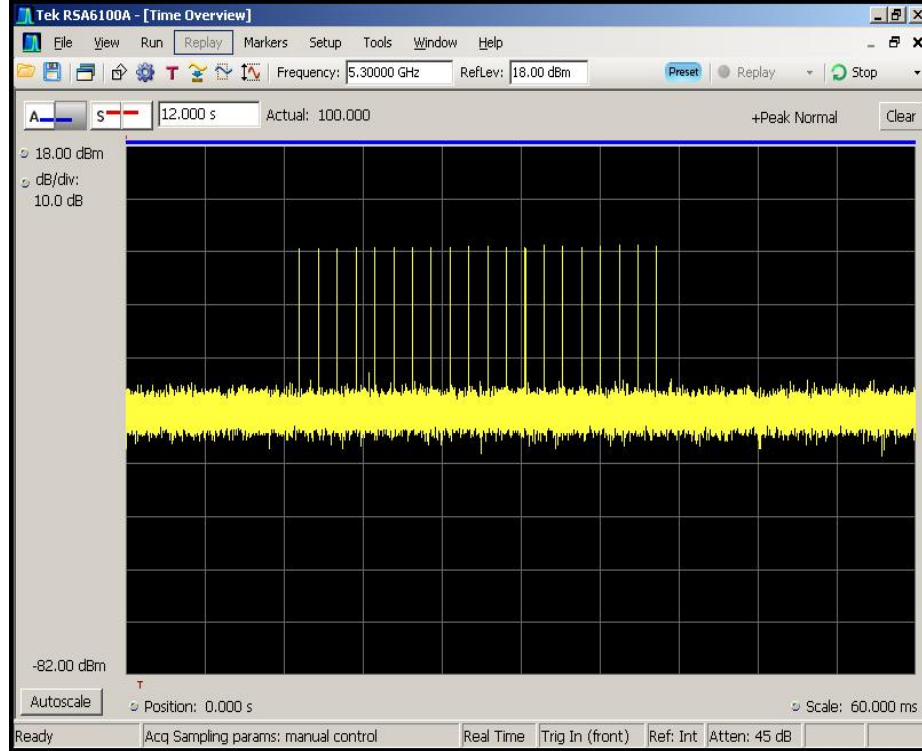 Tek RSA6100A - [Time Overview]
File View Run Replay Markers Setup Tools Window Help
T Frequency: 5.30000 GHz RefLev: 18.00 dBm Preset Replay Stop
A S 12.000 s Actual: 100.000 +Peak Normal Clear
18.00 dBm
dB/div:
10.0 dB
-82.00 dBm
T
Autoscale Position: 0.000 s Scale: 60.000 ms
Ready Acq Sampling params: manual control Real Time Trig In (front) Ref: Int Atten: 45 dB